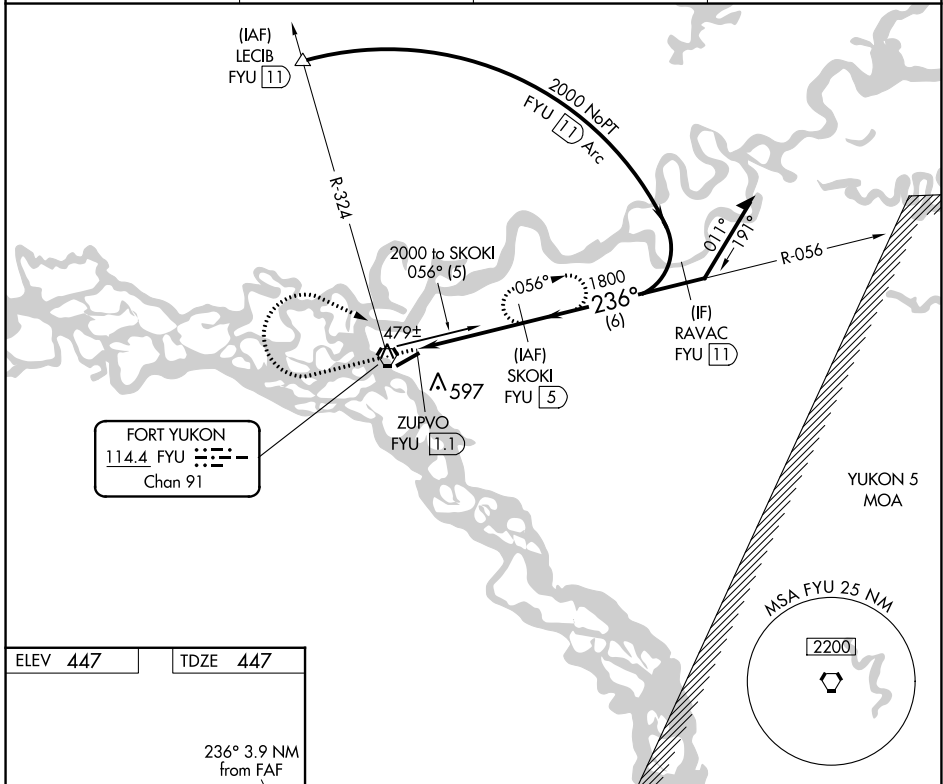 (IAF)
LECIB
FYU 11
2000 NoPT
FYU 11 Arc
R-324
2000 to SKOKI
056° (5)
056°
1800
236°
(6)
011°
191°
R-056
(IF)
RAVAC
FYU 11
(IAF)
SKOKI
FYU 5
479±
597
ZUPVO
FYU 1.1
FORT YUKON
114.4 FYU
Chan 91
YUKON 5
MOA
MSA FYU 25 NM
2200
ELEV 447
TDZE 447
236° 3.9 NM
from FAF